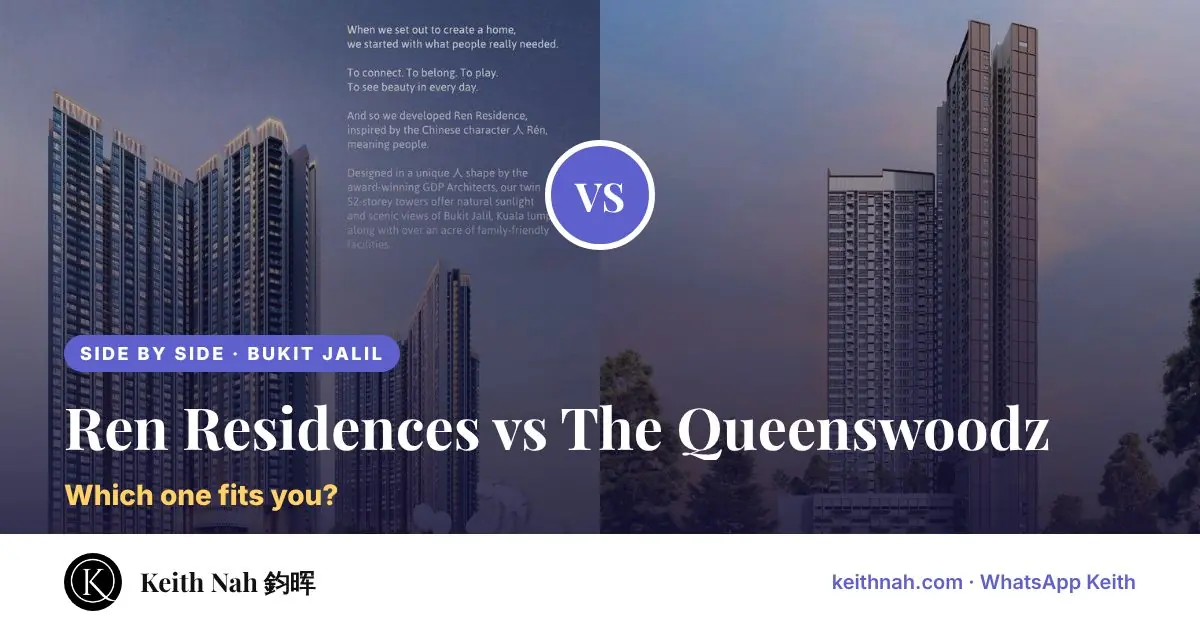 When we set out to create a home,
we started with what people really needed.
To connect. To belong. To play.
To see beauty in every day.
And so we developed Ren Residence,
inspired by the Chinese character 人 Rén,
meaning people.
Designed in a unique 人 shape by the
award-winning GDP Architects, our twin
52-storey towers offer natural sunlight
and scenic views of Bukit Jalil, Kuala
along with over an acre of family-friendly
facilities.
VS
SIDE BY SIDE · BUKIT JALIL
Ren Residences vs The Queenswoodz
Which one fits you?
K
Keith Nah 鈞晖
keithnah.com · WhatsApp Keith